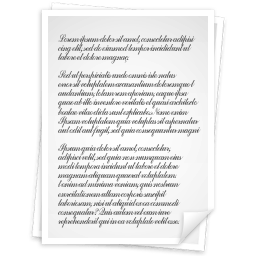 Lorem ipsum dolor sit amet, consectetur adipisici
cing elit, sed do eiusmod tempor incididunt ut
labore et dolore magna;
Sed ut perspiciatis unde omnis iste natus
error sit voluptatem accusantium doloremque l
audantium, totam rem aperiam, eaque ipsa
quae ab illo inventore veritatis et quasi architecto
beatae vitae dicta sunt explicabo. Nemo enim
Ipsam voluptatem quia voluptas sit aspernatur
aut odit aut fugit, sed quia consequuntur magni
Ipsum quia dolor sit amet, consectetur,
adipisci velit, sed quia non numquam eius
modi tempora incidunt ut labore et dolore
magnam aliquam quaerat voluptatem.
Enim ad minima veniam, quis nostrum
exercitationem ullam corporis suscipit
laboriosam, nisi ut aliquid ex ea commodi
consequatur? Quis autem vel eum iure
reprehenderit qui in ea voluptate velit esse